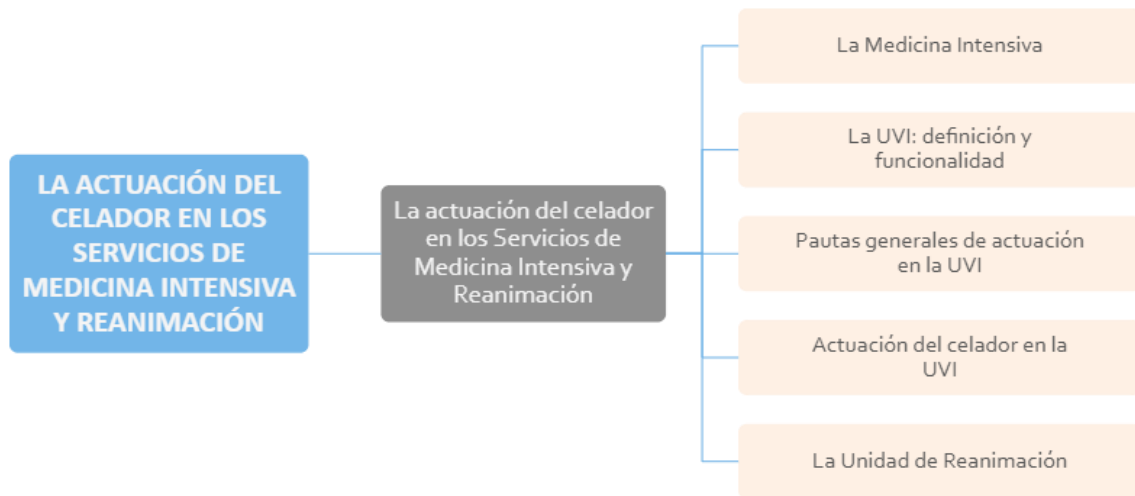 LA ACTUACIÓN DEL
CELADOR EN LOS
SERVICIOS DE
MEDICINA INTENSIVA
Y REANIMACIÓN
La actuación del celador
en los Servicios de
Medicina Intensiva y
Reanimación
La Medicina Intensiva
La UVI: definición y
funcionalidad
Pautas generales de actuación
en la UVI
Actuación del celador en la
UVI
La Unidad de Reanimación